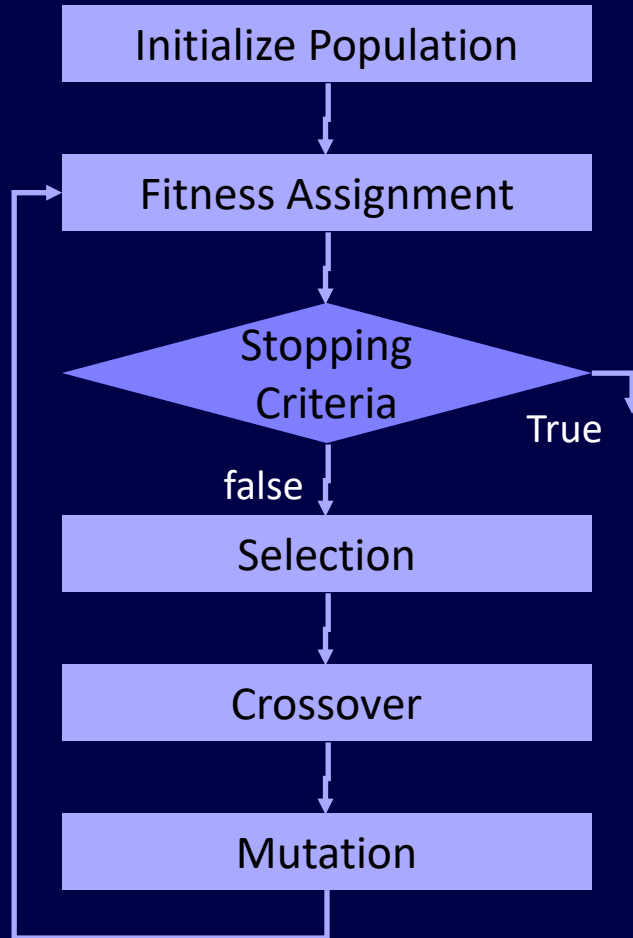 Initialize Population
Fitness Assignment
Stopping
Criteria
True
false
Selection
Crossover
Mutation